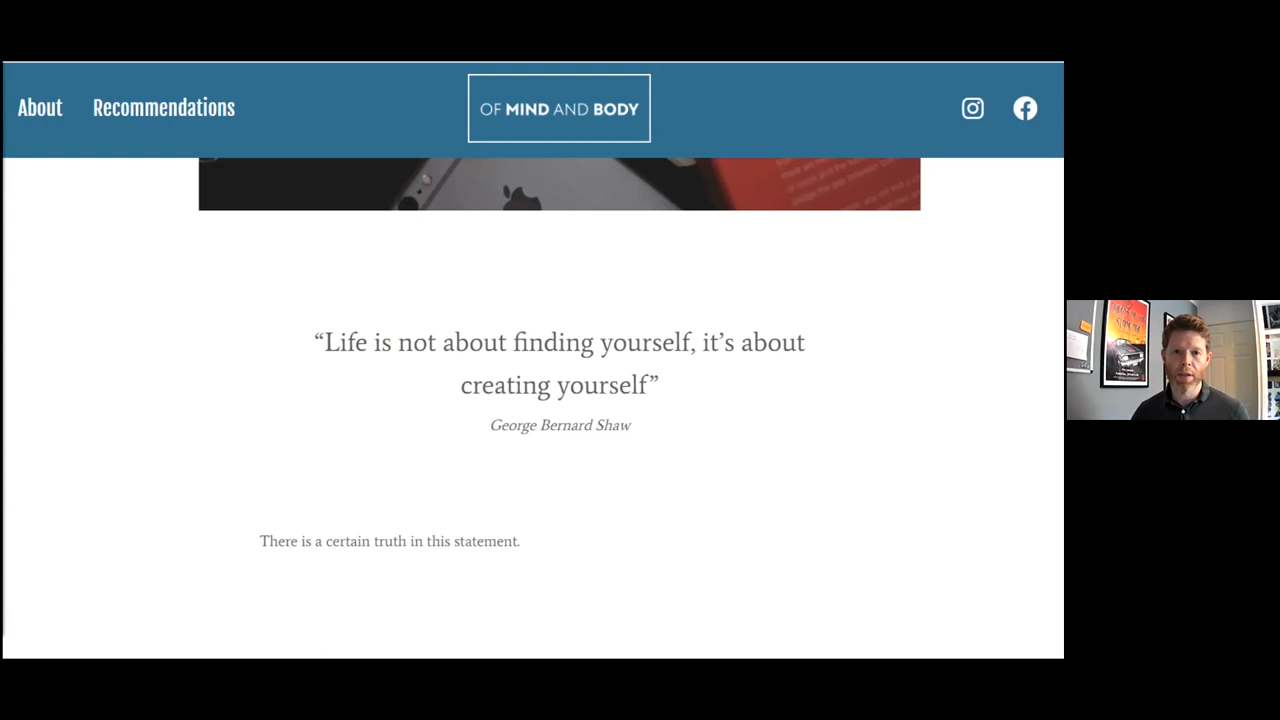 About Recommendations
OF MIND AND BODY
“Life is not about finding yourself, it’s about
creating yourself”
George Bernard Shaw
There is a certain truth in this statement.